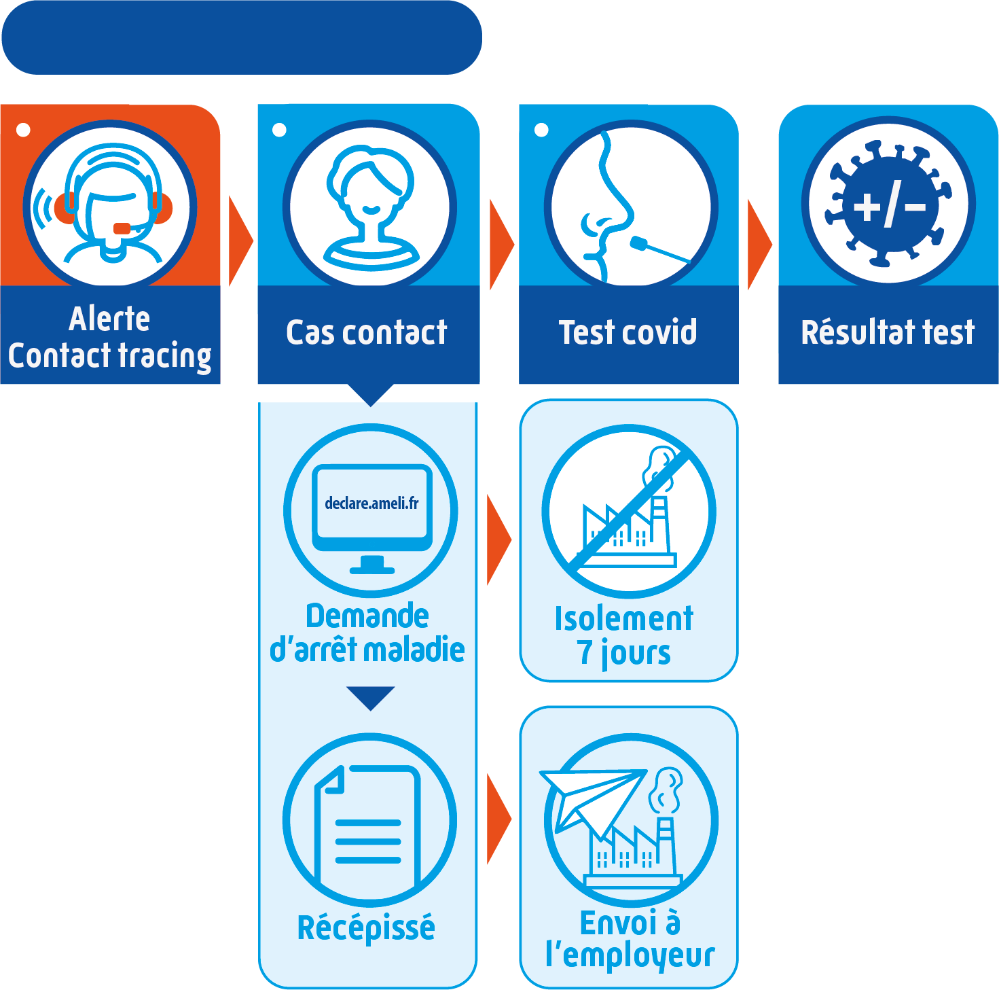 Alerte
Contact tracing
Cas contact
Test covid
+/-
Résultat test
declare.ameli.fr
Demande
d'arrêt maladie
Isolement
7 jours
Récépissé
Envoi à
l'employeur